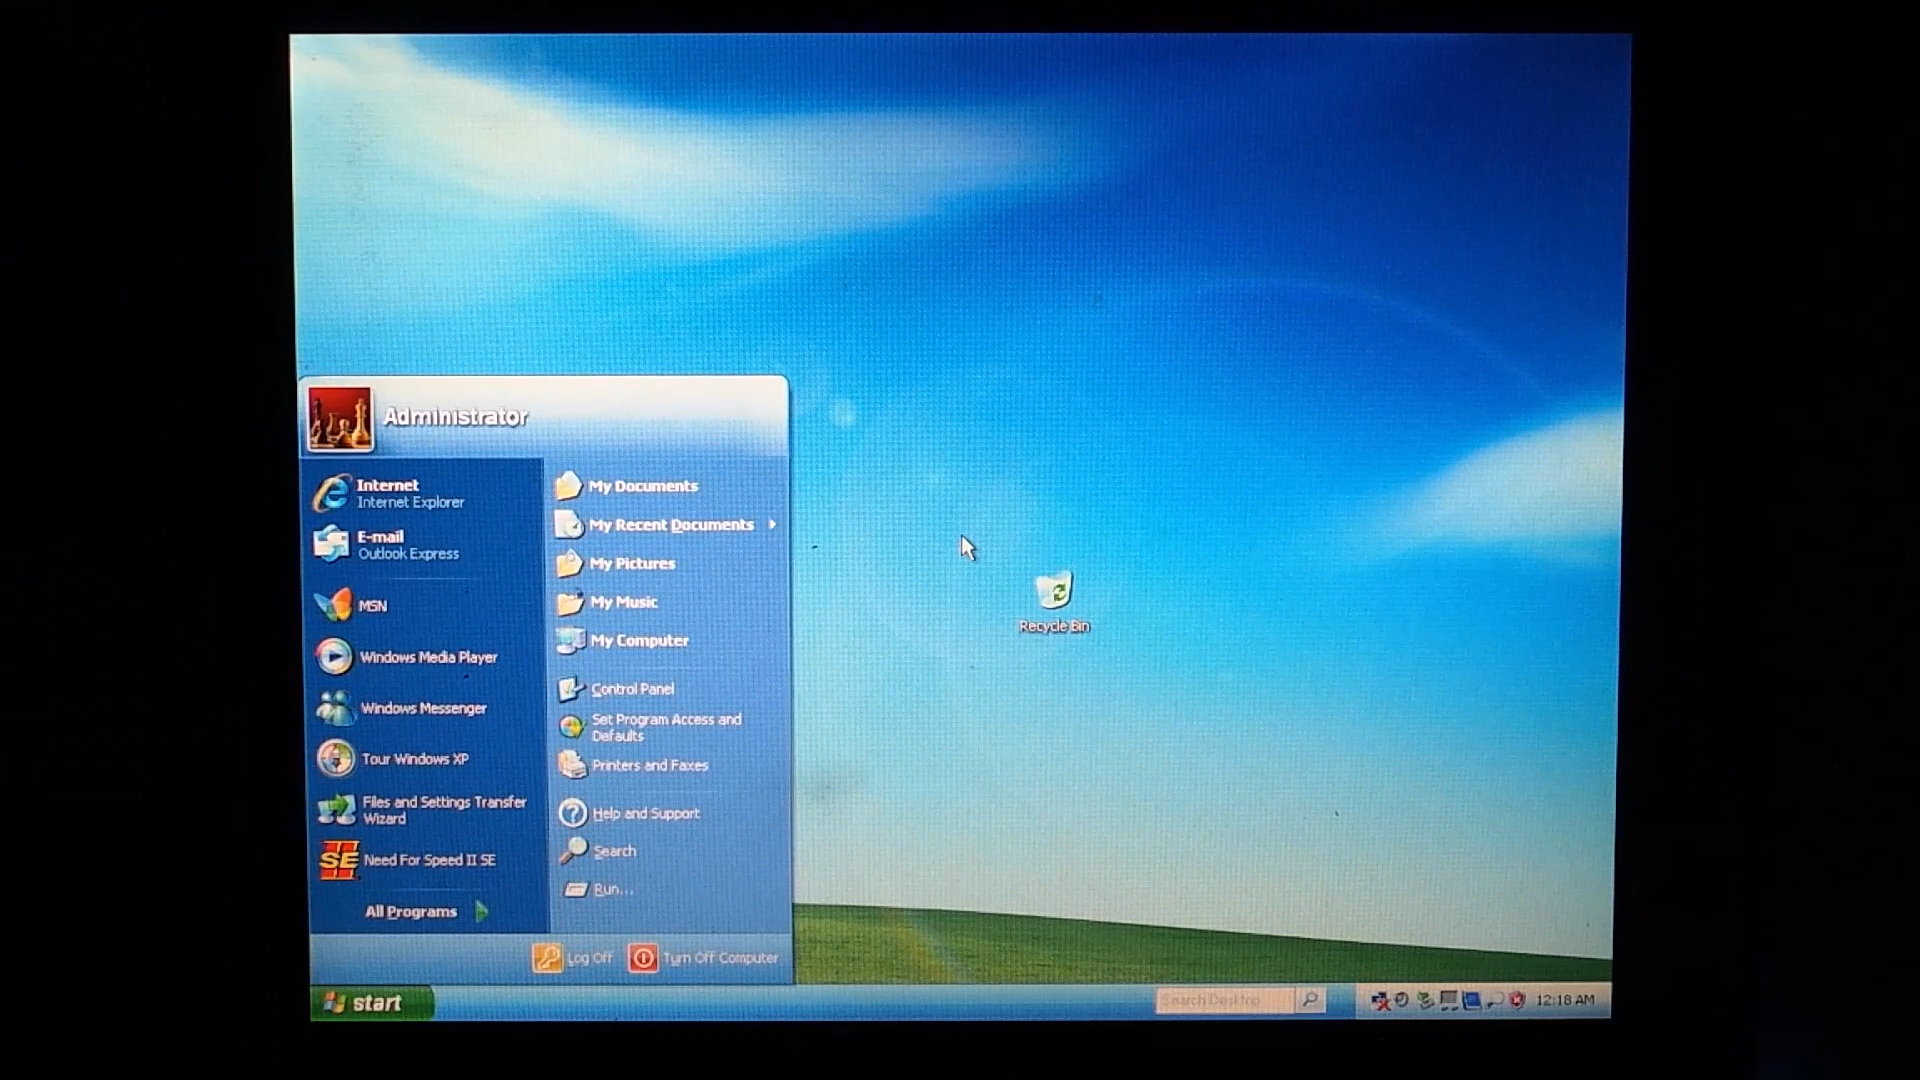 Administrator
Internet
Internet Explorer
E-mail
Outlook Express
MSN
Windows Media Player
Windows Messenger
Tour Windows XP
Files and Settings Transfer
Wizard
SE
Need For Speed II SE
All Programs
My Documents
My Recent Documents
My Pictures
My Music
My Computer
Control Panel
Set Program Access and
Defaults
Printers and Faxes
Help and Support
Search
Run...
Log Off
Turn Off Computer
Recycle Bin
start
Search Desktop
12:18 AM